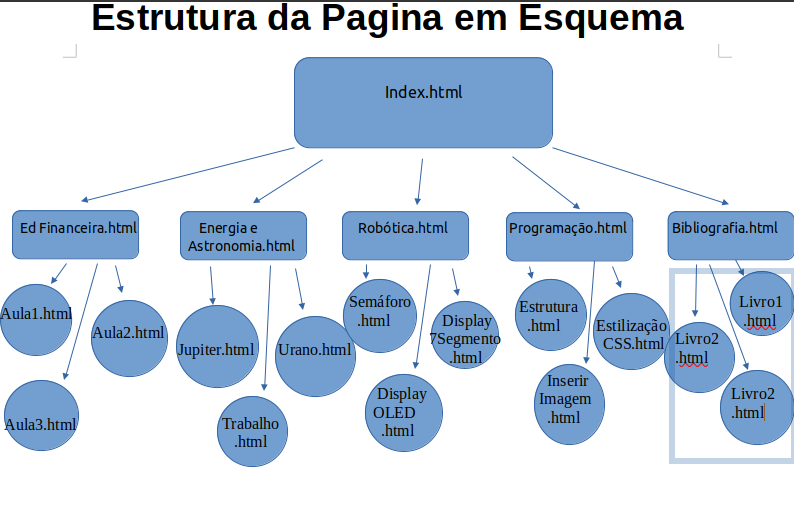 Estrutura da Pagina em Esquema
Index.html
Ed Financeira.html
Energia e
Astronomia.html
Robótica.html
Programação.html
Bibliografia.html
Aula1.html
Aula2.html
Aula3.html
Jupiter.html
Urano.html
Trabalho
.html
Semáforo
.html
Display
7Segmento
.html
Display
OLED
.html
Estrutura
.html
Estilização
CSS.html
Inserir
Imagem
.html
Livro1
.html
Livro2
.html
Livro2
.html